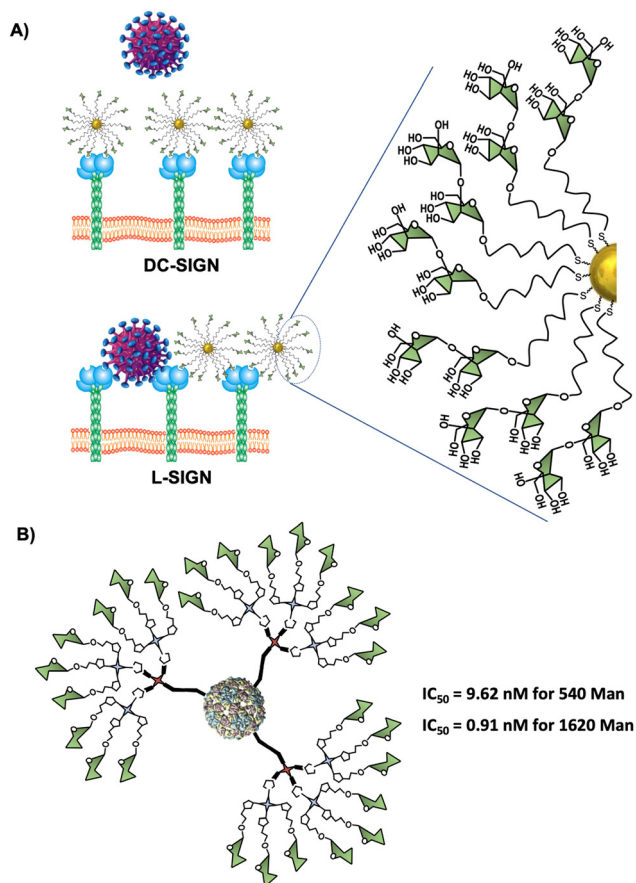 A)
DC-SIGN
L-SIGN
B)
IC₅₀ = 9.62 nM for 540 Man
IC₅₀ = 0.91 nM for 1620 Man